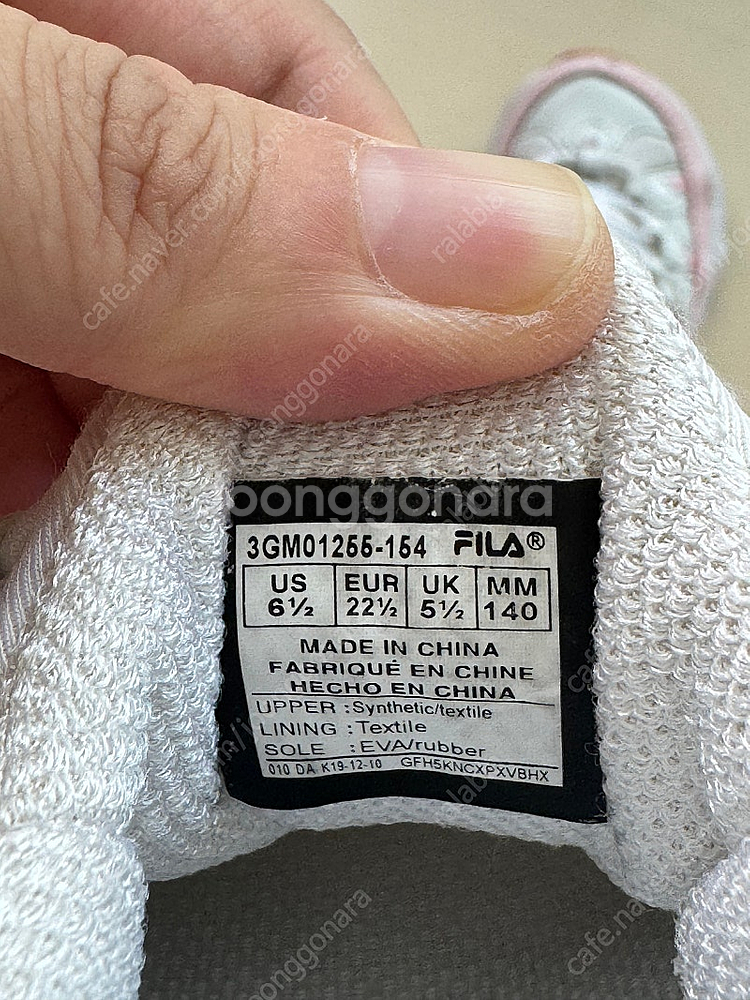 3GM01255-154 FILA®
US EUR UK MM
6½ 22½ 5½ 140
MADE IN CHINA
FABRIQUÉ EN CHINE
HECHO EN CHINA
UPPER :Synthetic/textile
LINING :Textile
SOLE :EVA/rubber
010 DA K19-12-10 GFH5KNCXPXVBHX